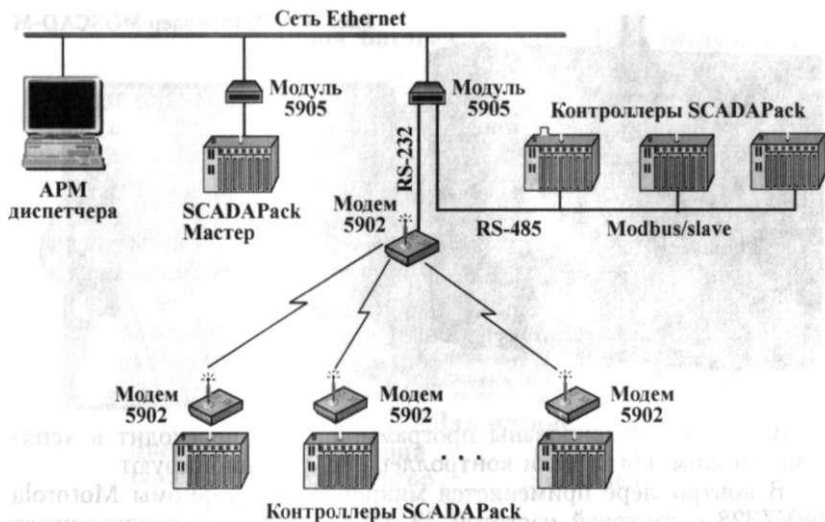 Сеть Ethernet
Модуль
5905
Модуль
5905
Контроллеры SCADAPack
АРМ
диспетчера
SCADAPack
Мастер
RS-232
Модем
5902
RS-485
Modbus/slave
Модем
5902
Модем
5902
Модем
5902
. . .
Контроллеры SCADAPack